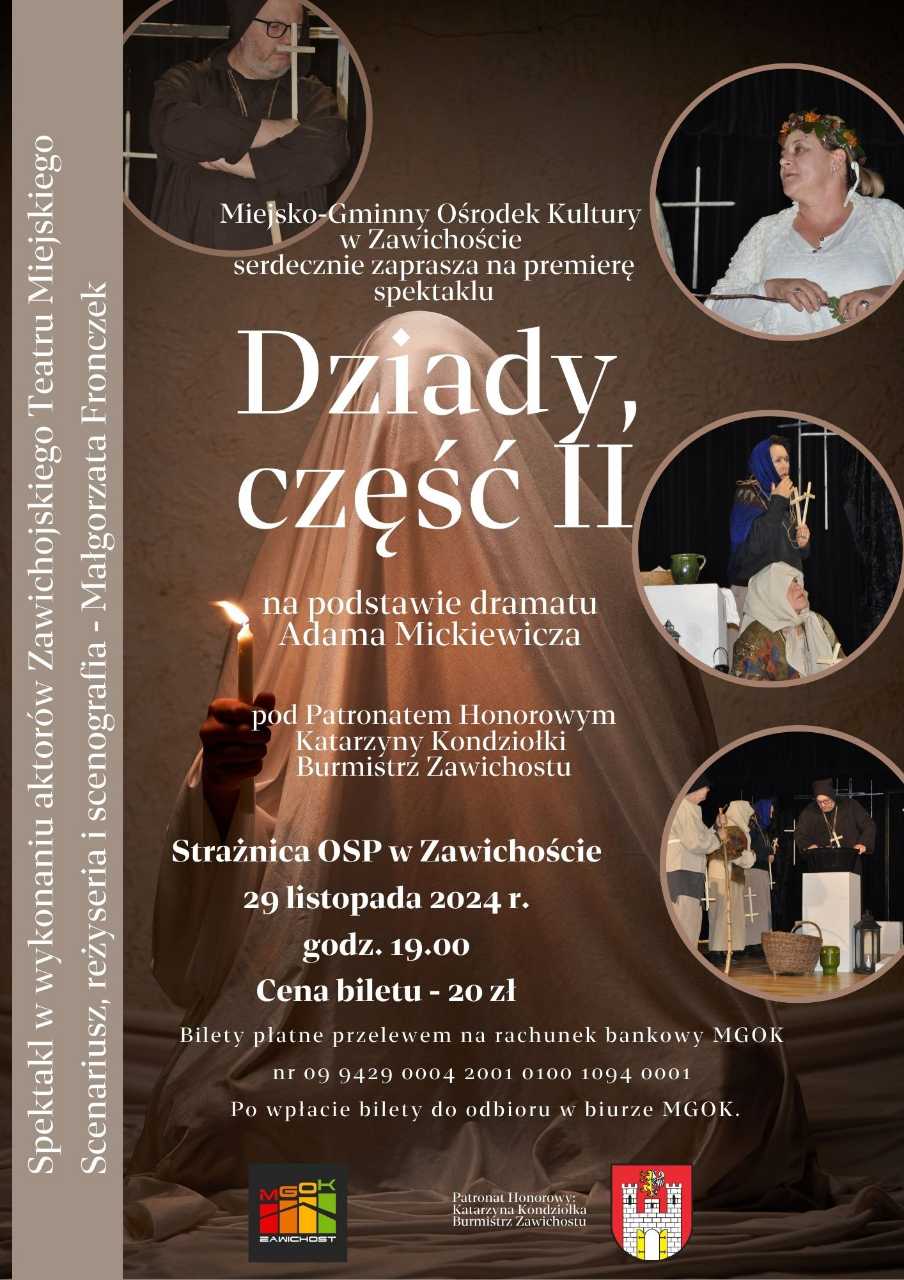 Spektakl w wykonaniu aktorów Zawichojskiego Teatru Miejskiego
Scenariusz, reżyseria i scenografia - Małgorzata Fronczek
Miejsko-Gminny Ośrodek Kultury
w Zawichoście
serdecznie zaprasza na premierę
spektaklu
Dziady,
część II
na podstawie dramatu
Adama Mickiewicza
pod Patronatem Honorowym
Katarzyny Kondziołki
Burmistrz Zawichostu
Strażnica OSP w Zawichoście
29 listopada 2024 r.
godz. 19.00
Cena biletu - 20 zł
Bilety płatne przelewem na rachunek bankowy MGOK
nr 09 9429 0004 2001 0100 1094 0001
Po wpłacie bilety do odbioru w biurze MGOK.
MGOK
ZAWICHOST
Patronat Honorowy:
Katarzyna Kondziołka
Burmistrz Zawichostu